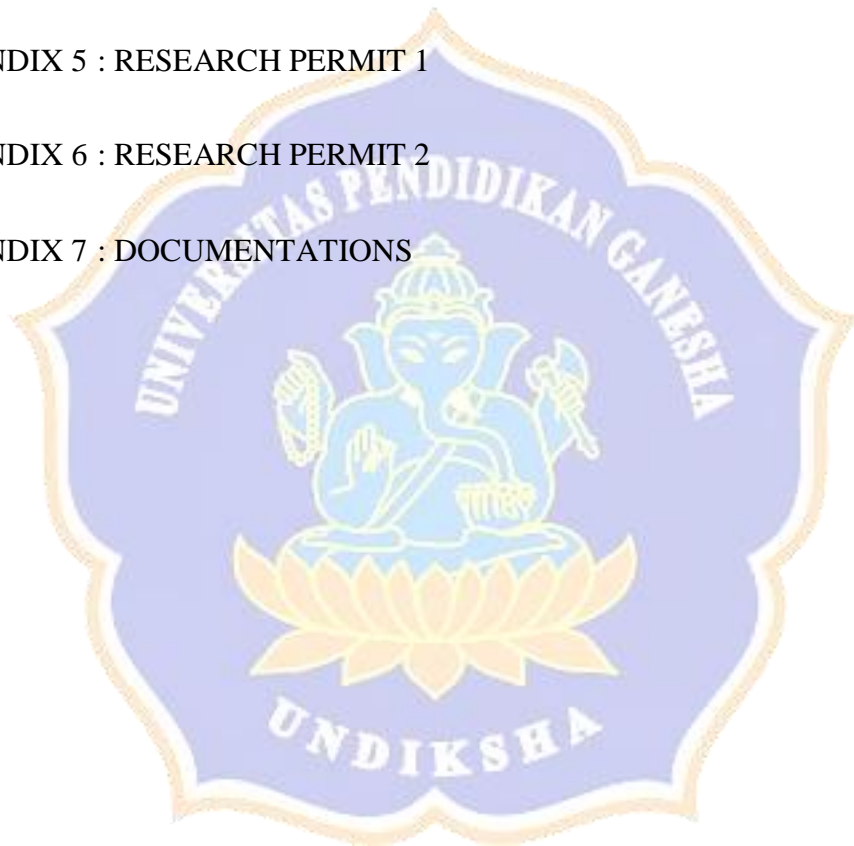 NDIX 5 : RESEARCH PERMIT 1
NDIX 6 : RESEARCH PERMIT 2
NDIX 7 : DOCUMENTATIONS
UNIVERSITAS PENDIDIKAN GANESHA
UNDIKSHA